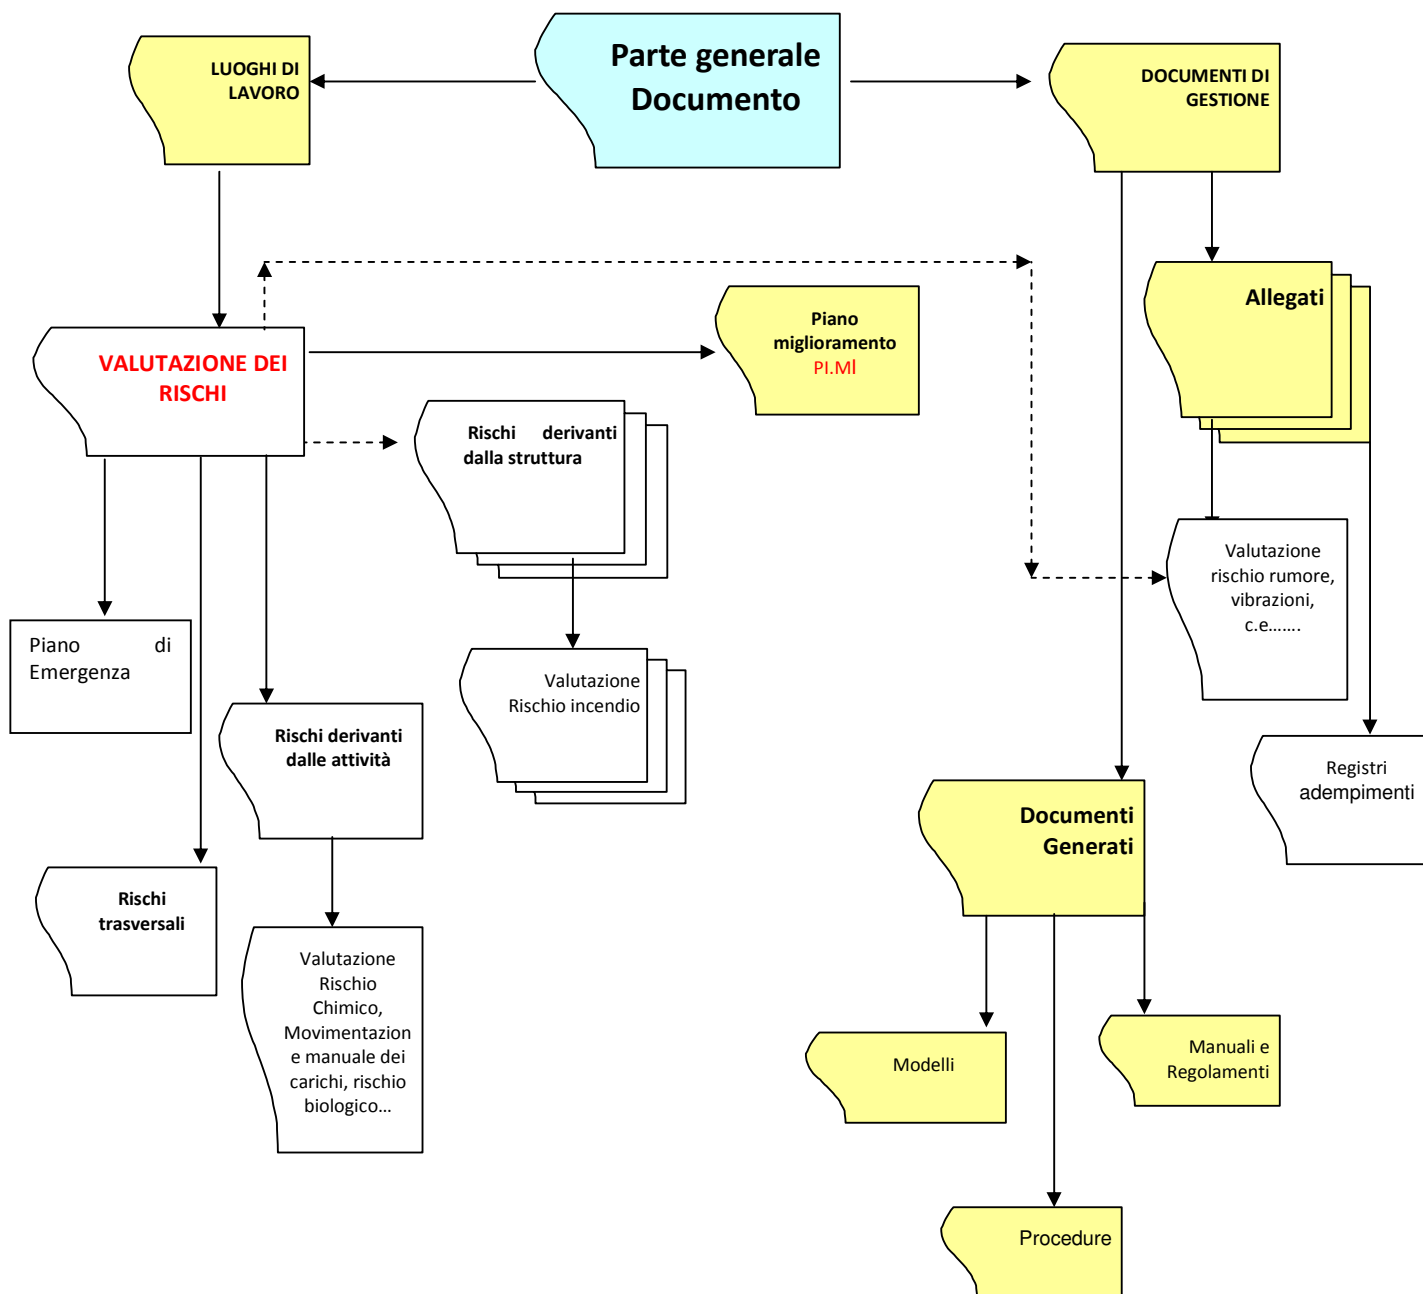 Parte generale
Documento
LUOGHI DI
LAVORO
DOCUMENTI DI
GESTIONE
Allegati
Piano
miglioramento
PI.Ml
VALUTAZIONE DEI
RISCHI
Rischi derivanti
dalla struttura
Valutazione
rischio rumore,
vibrazioni,
c.e…….
Piano di
Emergenza
Valutazione
Rischio incendio
Rischi derivanti
dalle attività
Registri
adempimenti
Documenti
Generati
Rischi
trasversali
Valutazione
Rischio
Chimico,
Movimentazion
e manuale dei
carichi, rischio
biologico…
Modelli
Manuali e
Regolamenti
Procedure